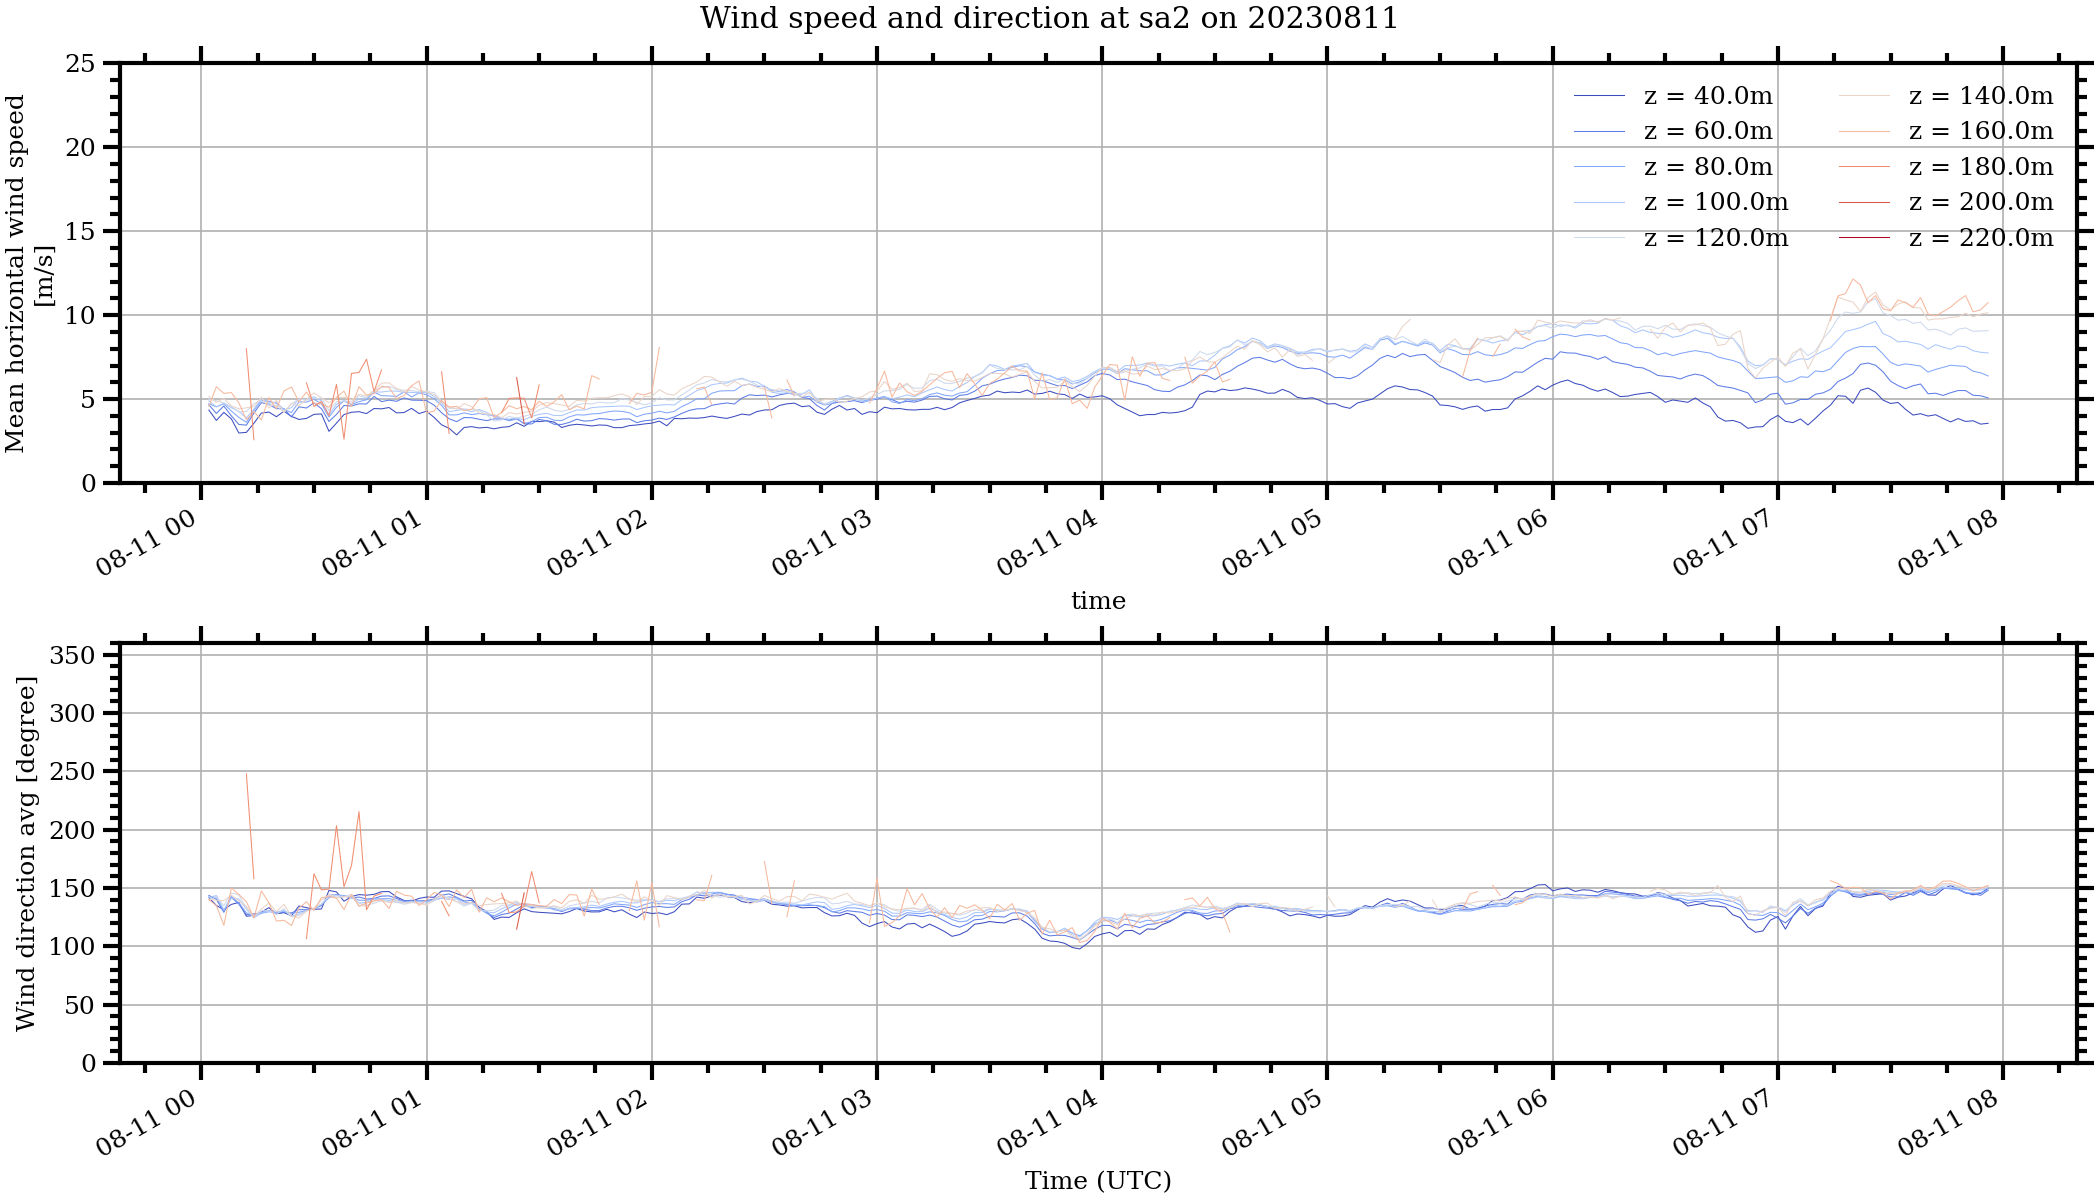 Wind speed and direction at sa2 on 20230811
Mean horizontal wind speed
[m/s]
25
20
15
10
5
0
z = 40.0m
z = 60.0m
z = 80.0m
z = 100.0m
z = 120.0m
z = 140.0m
z = 160.0m
z = 180.0m
z = 200.0m
z = 220.0m
08-11 00
08-11 01
08-11 02
08-11 03
08-11 04
08-11 05
08-11 06
08-11 07
08-11 08
time
Wind direction avg [degree]
350
300
250
200
150
100
50
0
08-11 00
08-11 01
08-11 02
08-11 03
08-11 04
08-11 05
08-11 06
08-11 07
08-11 08
Time (UTC)